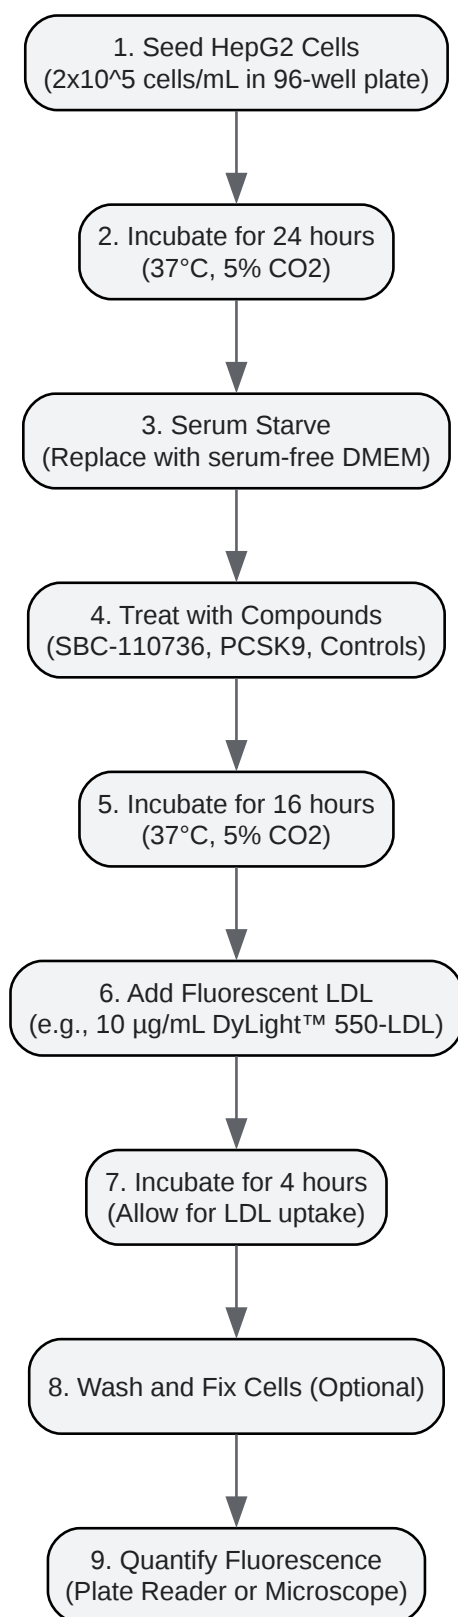 1. Seed HepG2 Cells
(2x10^5 cells/mL in 96-well plate)
2. Incubate for 24 hours
(37°C, 5% CO2)
3. Serum Starve
(Replace with serum-free DMEM)
4. Treat with Compounds
(SBC-110736, PCSK9, Controls)
5. Incubate for 16 hours
(37°C, 5% CO2)
6. Add Fluorescent LDL
(e.g., 10 µg/mL DyLight™ 550-LDL)
7. Incubate for 4 hours
(Allow for LDL uptake)
8. Wash and Fix Cells (Optional)
9. Quantify Fluorescence
(Plate Reader or Microscope)